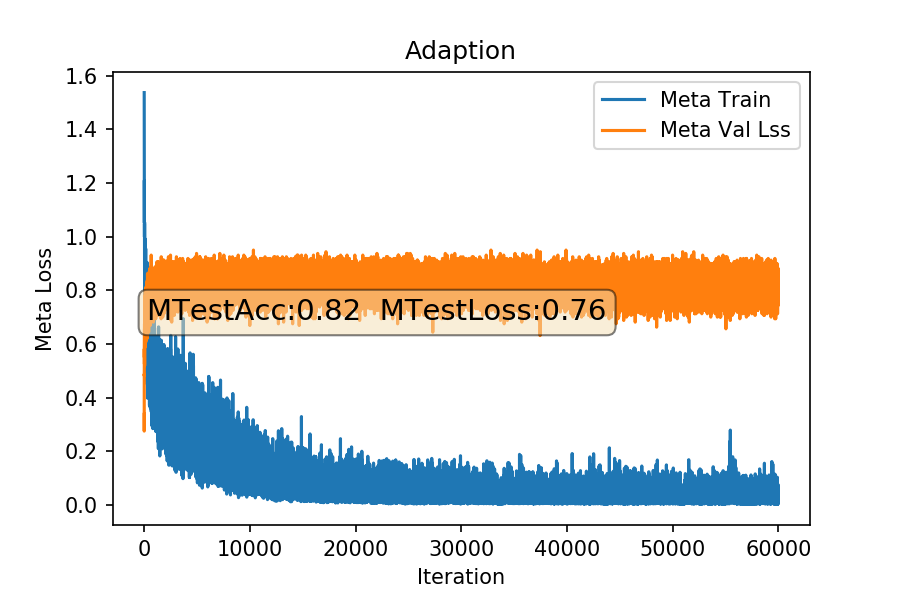 Adaption
1.6
1.4
1.2
1.0
0.8
0.6
0.4
0.2
0.0
Meta Loss
Meta Train
Meta Val Lss
MTestAcc:0.82 MTestLoss:0.76
0 10000 20000 30000 40000 50000 60000
Iteration